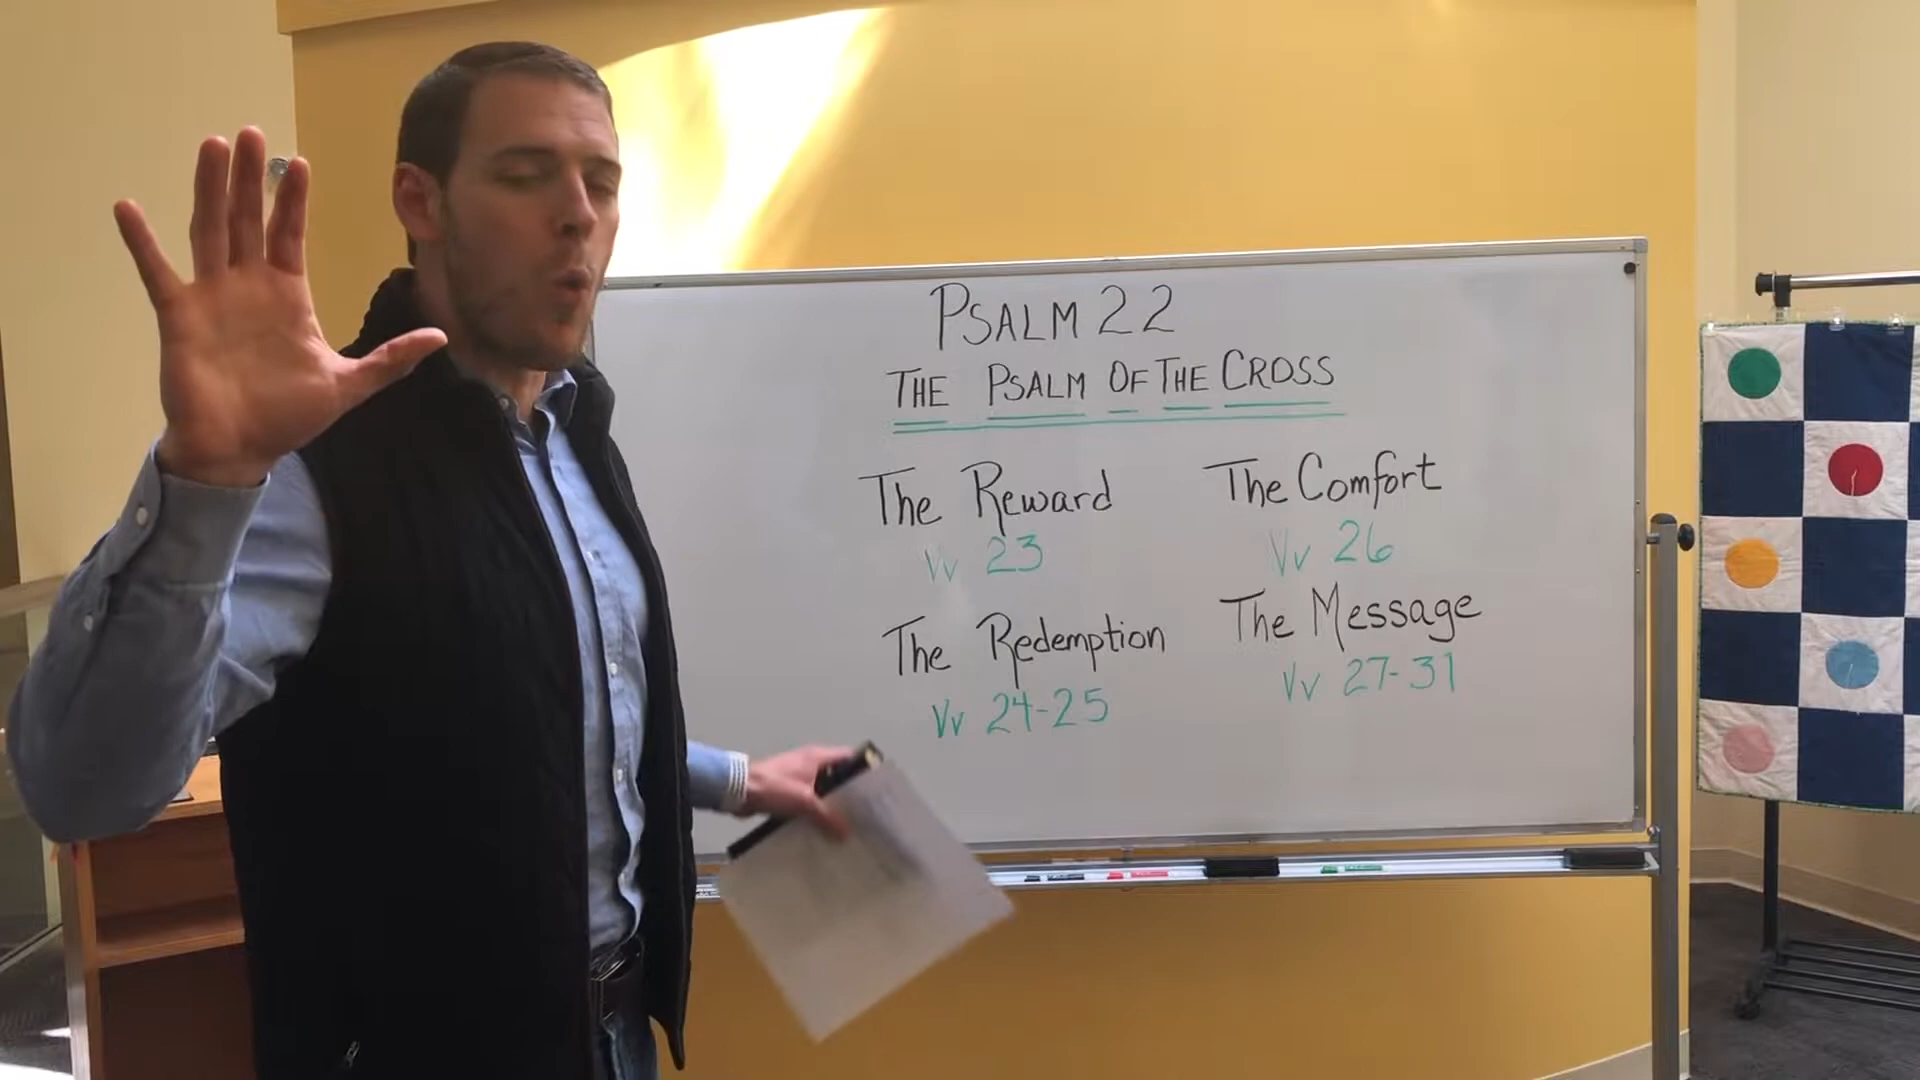 PSALM 22
THE PSALM OF THE CROSS
The Reward
Vv 23
The Redemption
Vv 24-25
The Comfort
Vv 26
The Message
Vv 27-31